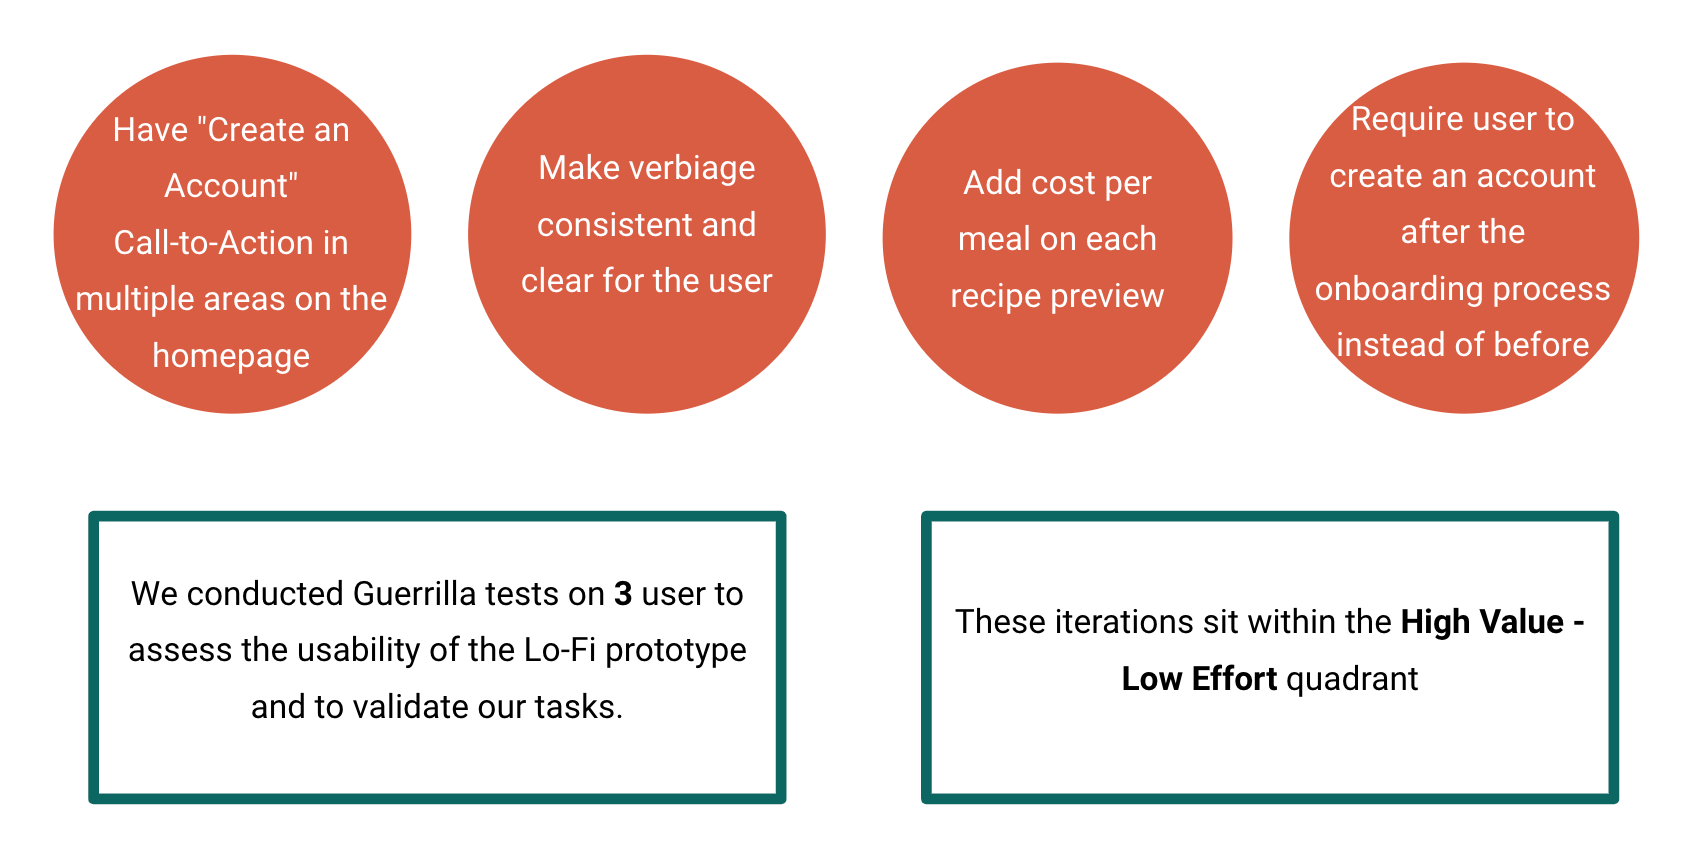 Have "Create an
Account"
Call-to-Action in
multiple areas on the
homepage
Make verbiage
consistent and
clear for the user
Add cost per
meal on each
recipe preview
Require user to
create an account
after the
onboarding process
instead of before
We conducted Guerrilla tests on 3 user to
assess the usability of the Lo-Fi prototype
and to validate our tasks.
These iterations sit within the High Value -
Low Effort quadrant